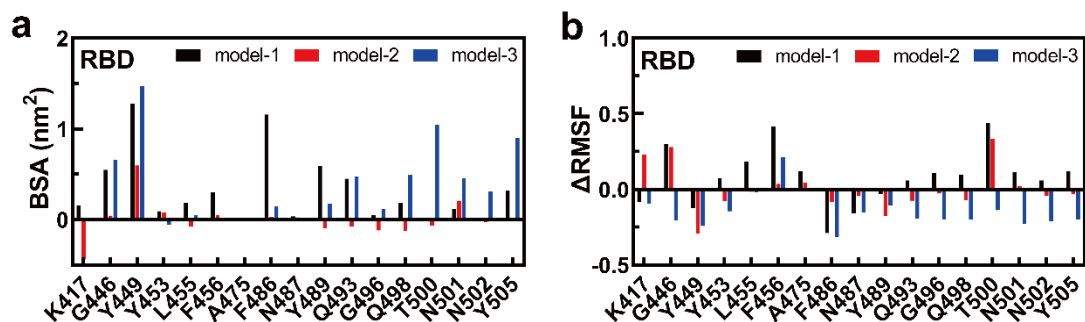 a
BSA (nm²)
2
1
0
RBD
model-1 model-2 model-3
K417 G446 Y449 Y453 L455 F456 A475 F486 N487 Y489 Q493 G496 Q498 T500 N501 N502 Y505
b
ΔRMSF
1.0
0.5
0.0
-0.5
RBD
model-1 model-2 model-3
K417 G446 Y449 Y453 L455 F456 A475 F486 N487 Y489 Q493 G496 Q498 T500 N501 N502 Y505